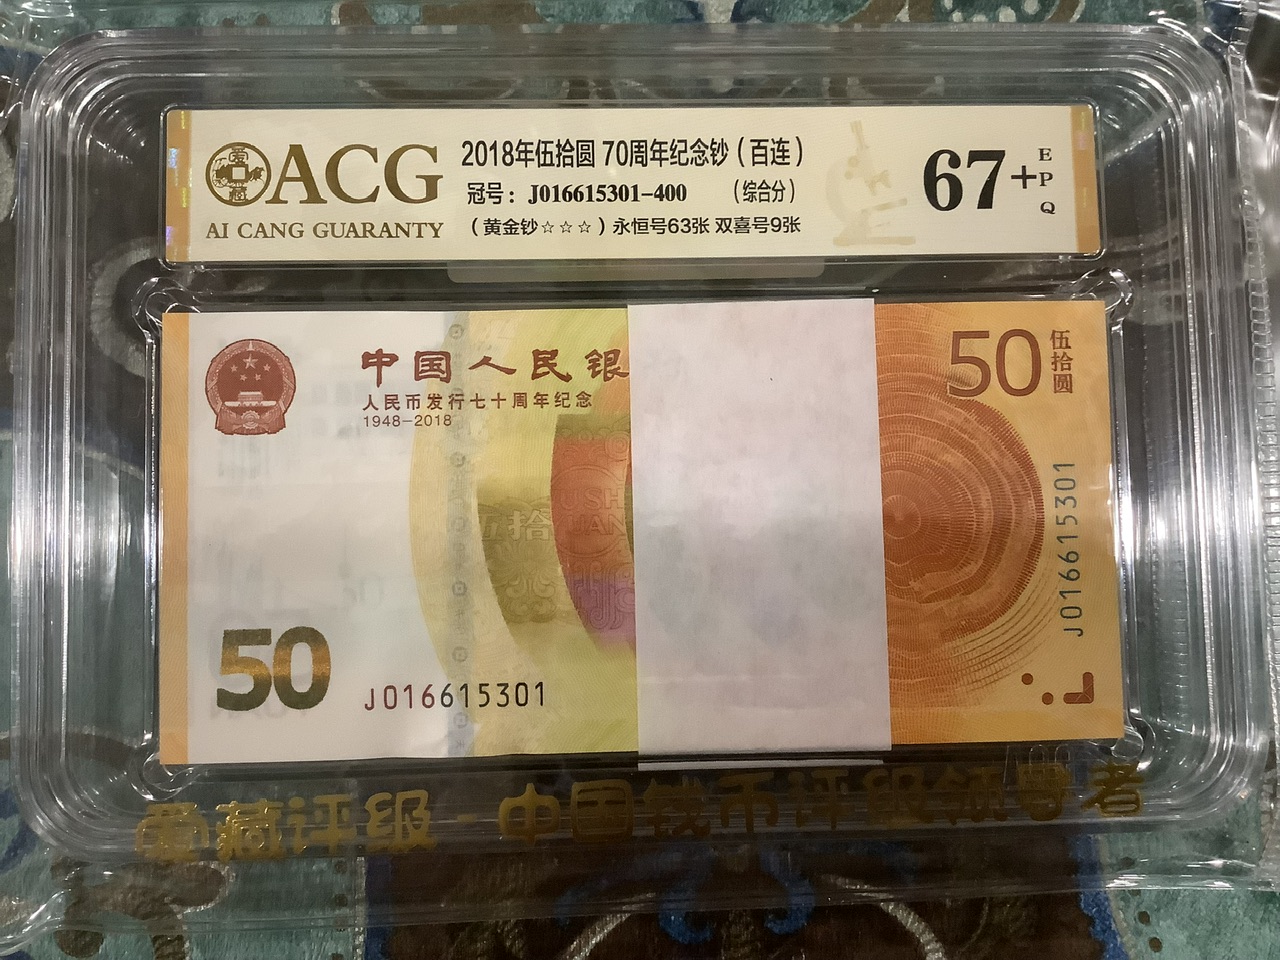 ACG
AI CANG GUARANTY
2018年伍拾圆 70周年纪念钞(百连)
冠号:J016615301-400 (综合分)
(黄金钞☆☆☆)永恒号63张 双喜号9张
67+
EPQ
中国人民银
人民币发行七十周年纪念
1948-2018
50
伍拾圆
J016615301
50
J016615301
爱藏评级-中国钱币评级领导者